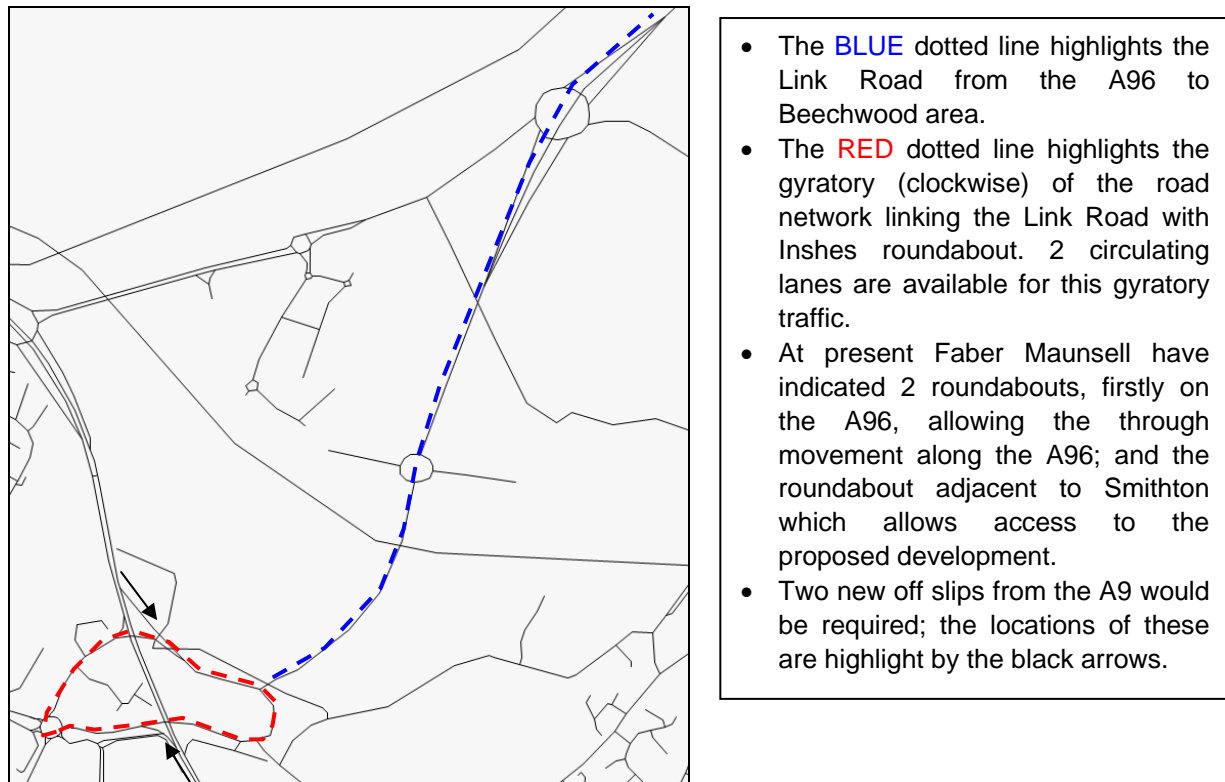 • The BLUE dotted line highlights the
Link Road from the A96 to
Beechwood area.
• The RED dotted line highlights the
gyratory (clockwise) of the road
network linking the Link Road with
Inshes roundabout. 2 circulating
lanes are available for this gyratory
traffic.
• At present Faber Maunsell have
indicated 2 roundabouts, firstly on
the A96, allowing the through
movement along the A96; and the
roundabout adjacent to Smithton
which allows access to the
proposed development.
• Two new off slips from the A9 would
be required; the locations of these
are highlight by the black arrows.